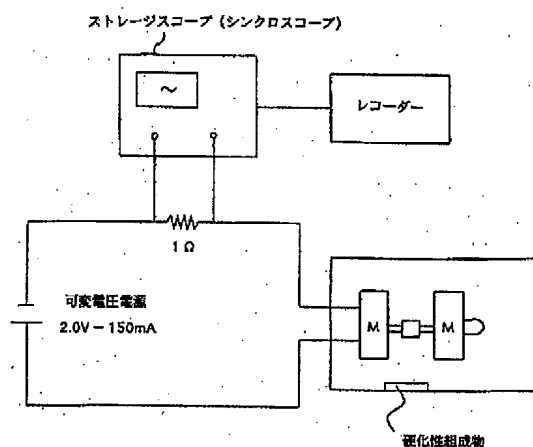 ストレージスコープ (シンクロスコープ)
～
レコーダー
1Ω
可変電圧電源
2.0V－150mA
M
M
硬化性組成物